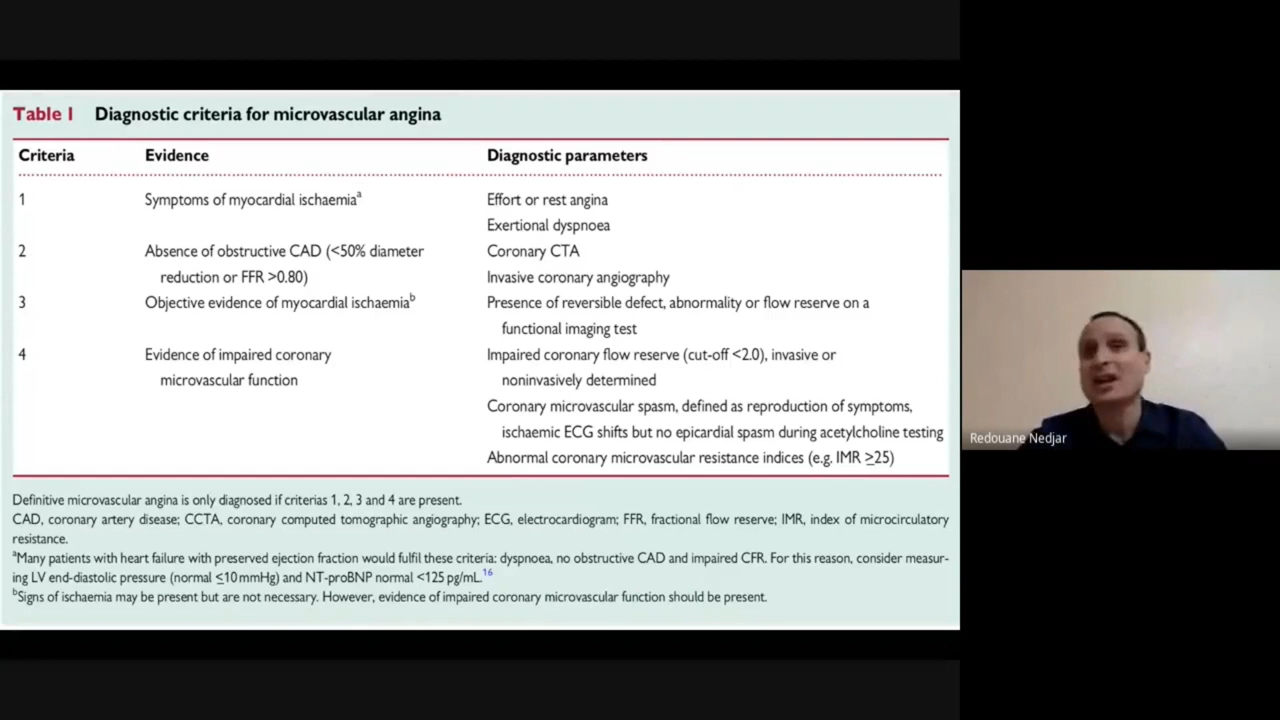 Table 1 Diagnostic criteria for microvascular angina
Criteria Evidence Diagnostic parameters
1 Symptoms of myocardial ischaemiaᵃ Effort or rest angina
Exertional dyspnoea
2 Absence of obstructive CAD (<50% diameter Coronary CTA
reduction or FFR >0.80) Invasive coronary angiography
3 Objective evidence of myocardial ischaemiaᵇ Presence of reversible defect, abnormality or flow reserve on a
functional imaging test
4 Evidence of impaired coronary Impaired coronary flow reserve (cut-off <2.0), invasive or
microvascular function noninvasively determined
Coronary microvascular spasm, defined as reproduction of symptoms,
ischaemic ECG shifts but no epicardial spasm during acetylcholine testing
Abnormal coronary microvascular resistance indices (e.g. IMR ≥25)
Definitive microvascular angina is only diagnosed if criterias 1, 2, 3 and 4 are present.
CAD, coronary artery disease; CCTA, coronary computed tomographic angiography; ECG, electrocardiogram; FFR, fractional flow reserve; IMR, index of microcirculatory
resistance.
ᵃMany patients with heart failure with preserved ejection fraction would fulfil these criteria: dyspnoea, no obstructive CAD and impaired CFR. For this reason, consider measur-
ing LV end-diastolic pressure (normal ≤10 mmHg) and NT-proBNP normal <125 pg/mL.¹⁶
ᵇSigns of ischaemia may be present but are not necessary. However, evidence of impaired coronary microvascular function should be present.
Redouane Nedjar